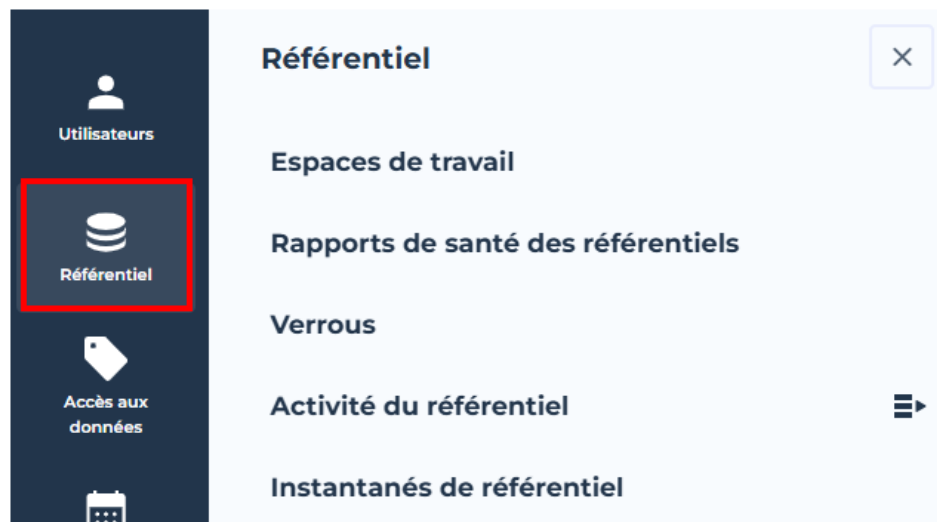 Utilisateurs
Référentiel
Accès aux
données
Référentiel
Espaces de travail
Rapports de santé des référentiels
Verrous
Activité du référentiel
Instantanés de référentiel